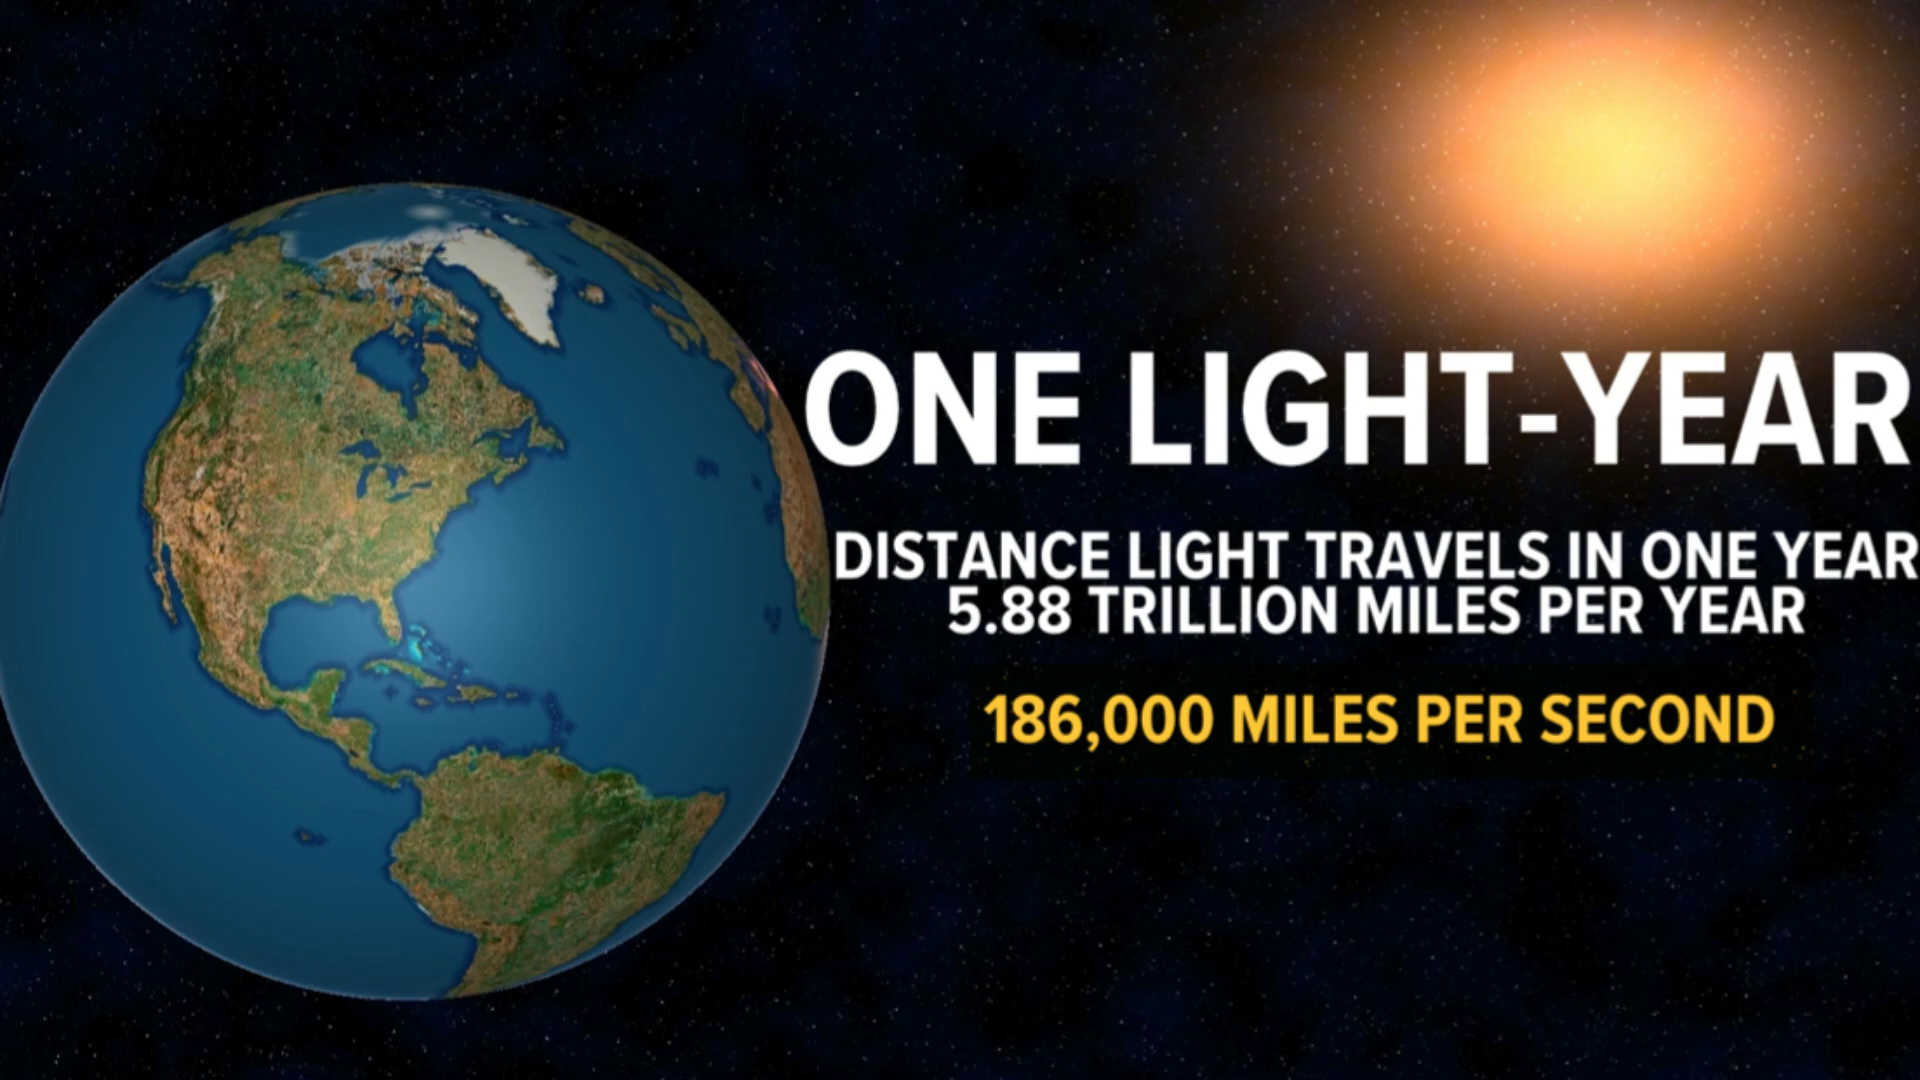 ONE LIGHT-YEAR
DISTANCE LIGHT TRAVELS IN ONE YEAR
5.88 TRILLION MILES PER YEAR
186,000 MILES PER SECOND